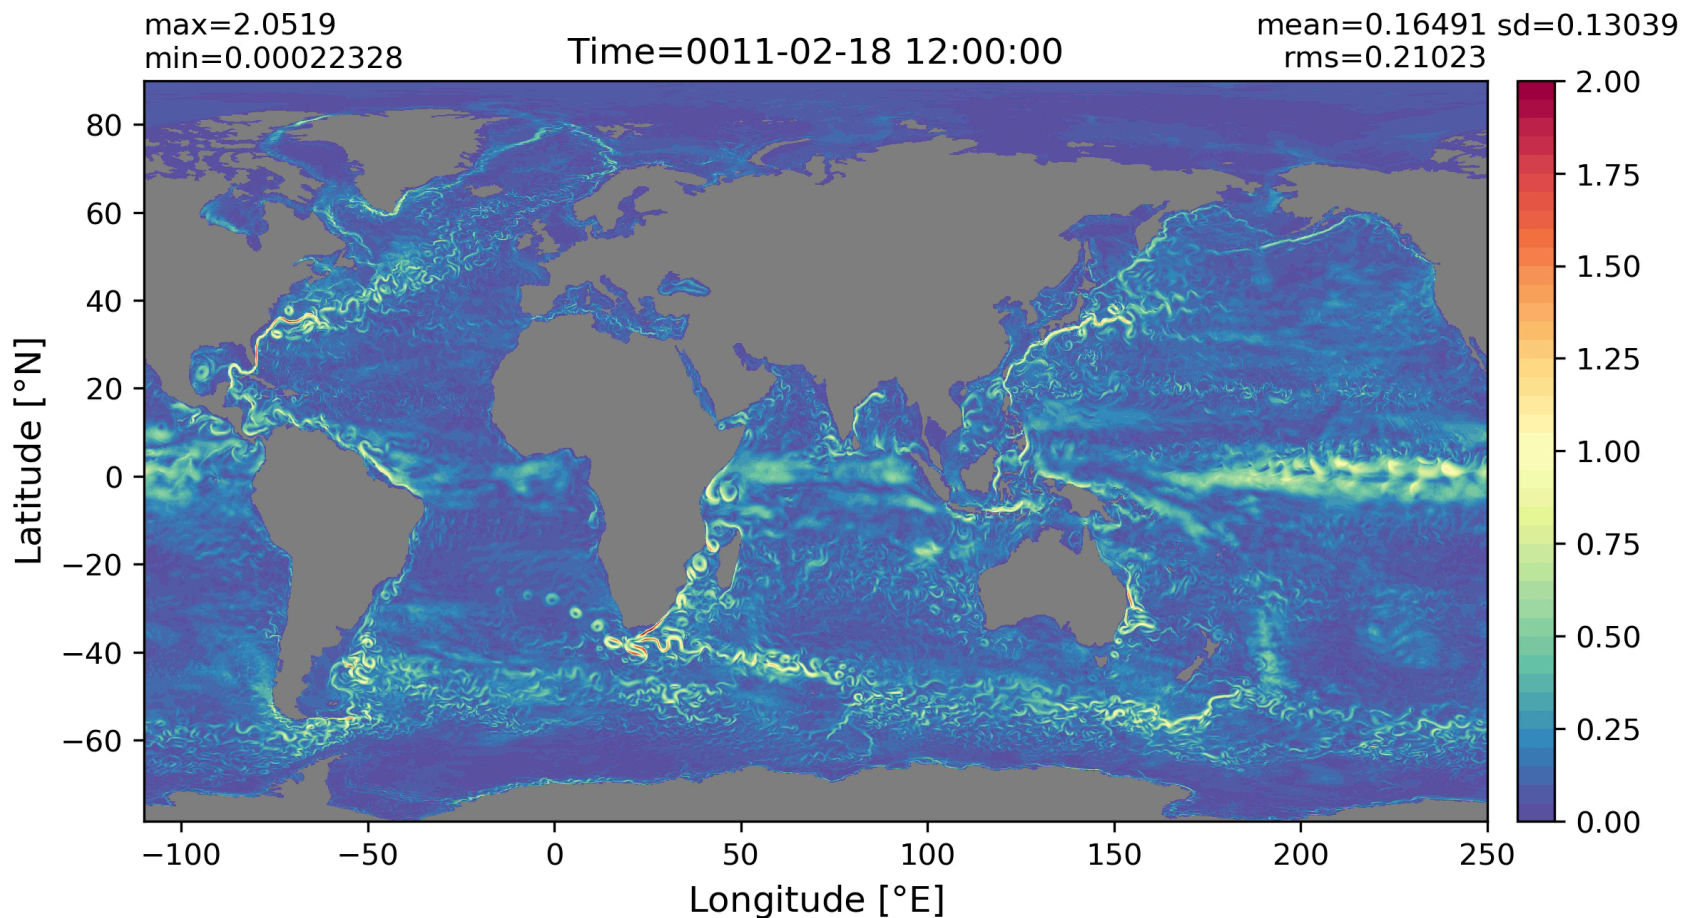 max=2.0519
min=0.00022328
Time=0011-02-18 12:00:00
mean=0.16491 sd=0.13039
rms=0.21023
Latitude [°N]
80
60
40
20
0
−20
−40
−60
−100 −50 0 50 100 150 200 250
Longitude [°E]
2.00
1.75
1.50
1.25
1.00
0.75
0.50
0.25
0.00